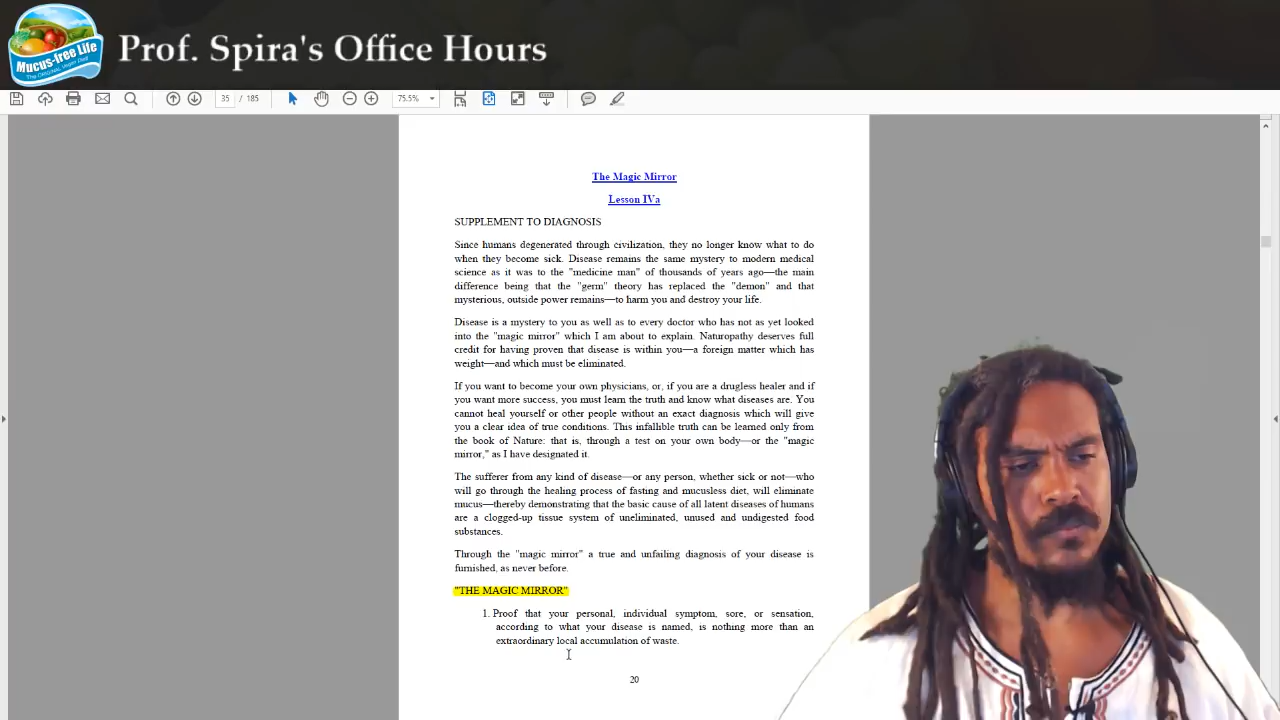 Mucus-free Life
The ORIGINAL Vegan Diet!
Prof. Spira's Office Hours
35 / 185
75.5%
The Magic Mirror
Lesson IVa
SUPPLEMENT TO DIAGNOSIS
Since humans degenerated through civilization, they no longer know what to do
when they become sick. Disease remains the same mystery to modern medical
science as it was to the "medicine man" of thousands of years ago—the main
difference being that the "germ" theory has replaced the "demon" and that
mysterious, outside power remains—to harm you and destroy your life.
Disease is a mystery to you as well as to every doctor who has not as yet looked
into the "magic mirror" which I am about to explain. Naturopathy deserves full
credit for having proven that disease is within you—a foreign matter which has
weight—and which must be eliminated.
If you want to become your own physicians, or, if you are a drugless healer and if
you want more success, you must learn the truth and know what diseases are. You
cannot heal yourself or other people without an exact diagnosis which will give
you a clear idea of true conditions. This infallible truth can be learned only from
the book of Nature: that is, through a test on your own body—or the "magic
mirror," as I have designated it.
The sufferer from any kind of disease—or any person, whether sick or not—who
will go through the healing process of fasting and mucusless diet, will eliminate
mucus—thereby demonstrating that the basic cause of all latent diseases of humans
are a clogged-up tissue system of uneliminated, unused and undigested food
substances.
Through the "magic mirror" a true and unfailing diagnosis of your disease is
furnished, as never before.
"THE MAGIC MIRROR"
1. Proof that your personal, individual symptom, sore, or sensation,
according to what your disease is named, is nothing more than an
extraordinary local accumulation of waste.
20